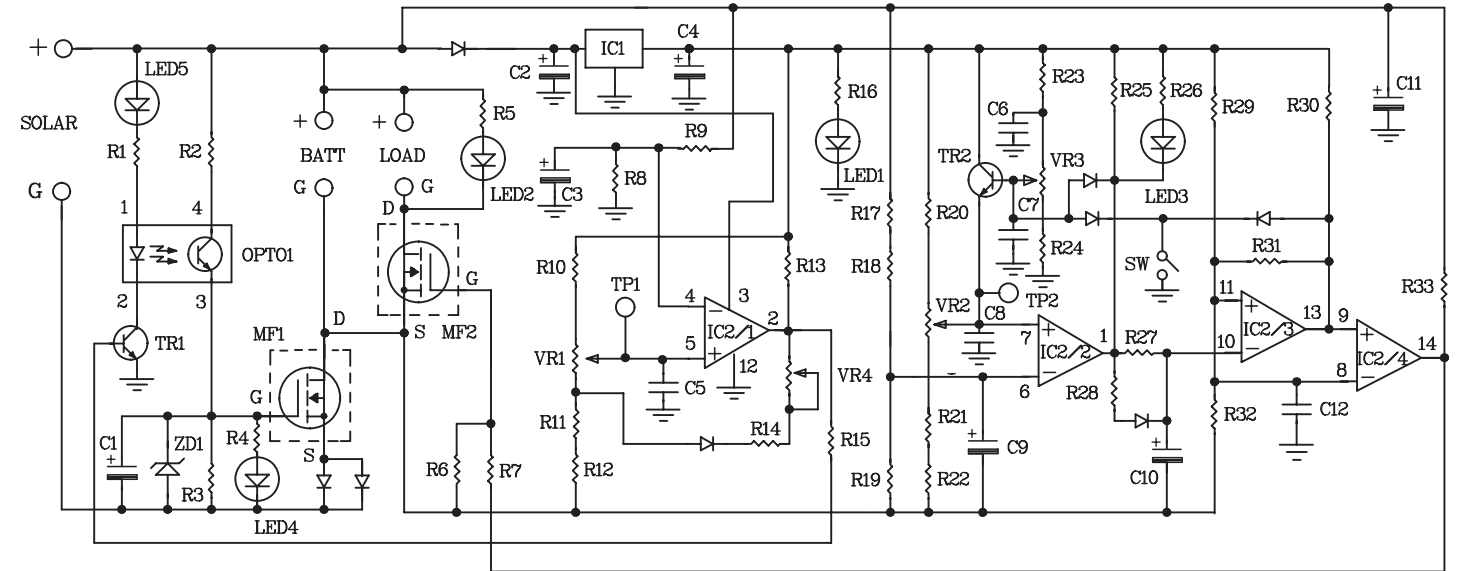 +
SOLAR
G
LED5
R1
R2
1
4
OPTO1
2
3
TR1
+
BATT
G
+
LOAD
G
R5
LED2
D
G
S
MF2
MF1
D
G
S
C1
+
ZD1
R3
R4
LED4
R6
R7
C2
+
IC1
C4
+
C3
+
R8
R9
R10
TP1
VR1
R11
R12
C5
4
3
2
5
12
−
+
IC2/1
R13
VR4
R14
R15
R16
LED1
R17
R18
R19
R20
VR2
R21
R22
TR2
C6
R23
VR3
C7
R24
TP2
C8
7
6
1
+
−
IC2/2
C9
+
R25
R26
LED3
SW
R27
R28
C10
+
R29
R30
R31
R32
11
10
13
+
−
IC2/3
9
8
14
+
−
IC2/4
C12
C11
+
R33